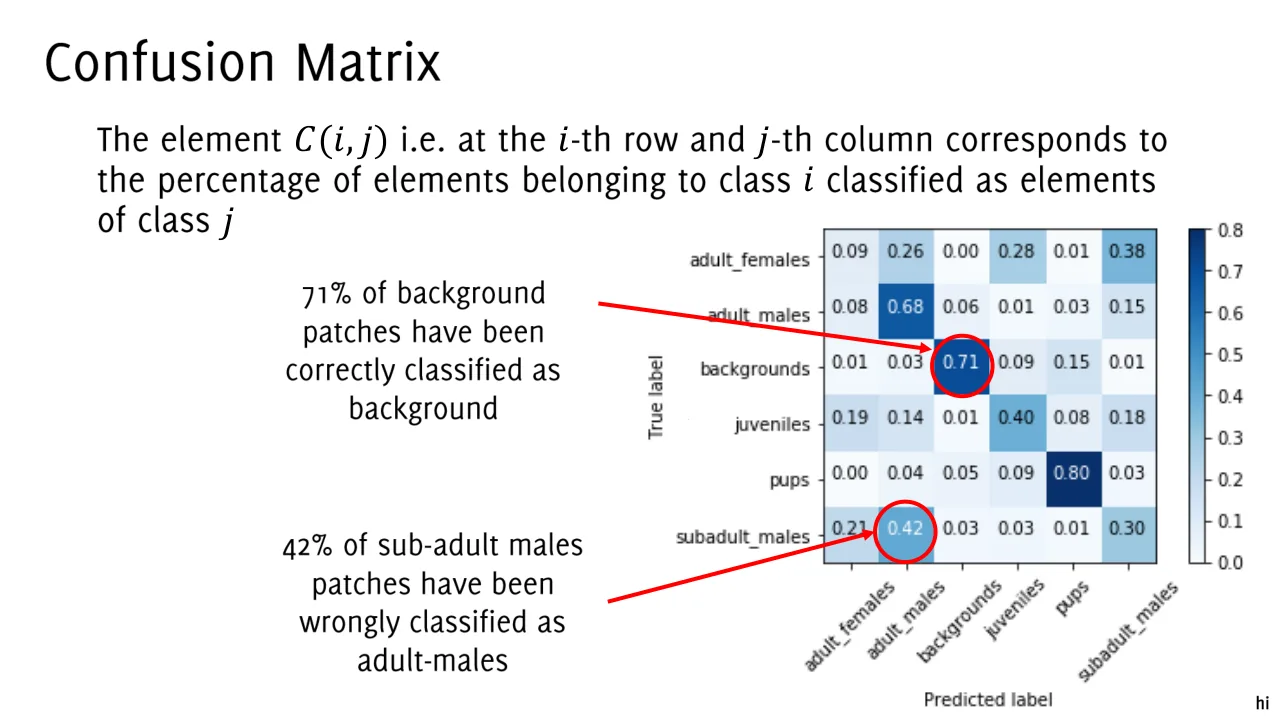 Confusion Matrix
The element C(i, j) i.e. at the i-th row and j-th column corresponds to
the percentage of elements belonging to class i classified as elements
of class j
71% of background
patches have been
correctly classified as
background
42% of sub-adult males
patches have been
wrongly classified as
adult-males
True label
adult_females 0.09 0.26 0.00 0.28 0.01 0.38
adult_males 0.08 0.68 0.06 0.01 0.03 0.15
backgrounds 0.01 0.03 0.71 0.09 0.15 0.01
juveniles 0.19 0.14 0.01 0.40 0.08 0.18
pups 0.00 0.04 0.05 0.09 0.80 0.03
subadult_males 0.21 0.42 0.03 0.03 0.01 0.30
adult_females
adult_males
backgrounds
juveniles
pups
subadult_males
Predicted label
0.8
0.7
0.6
0.5
0.4
0.3
0.2
0.1
0.0
hi